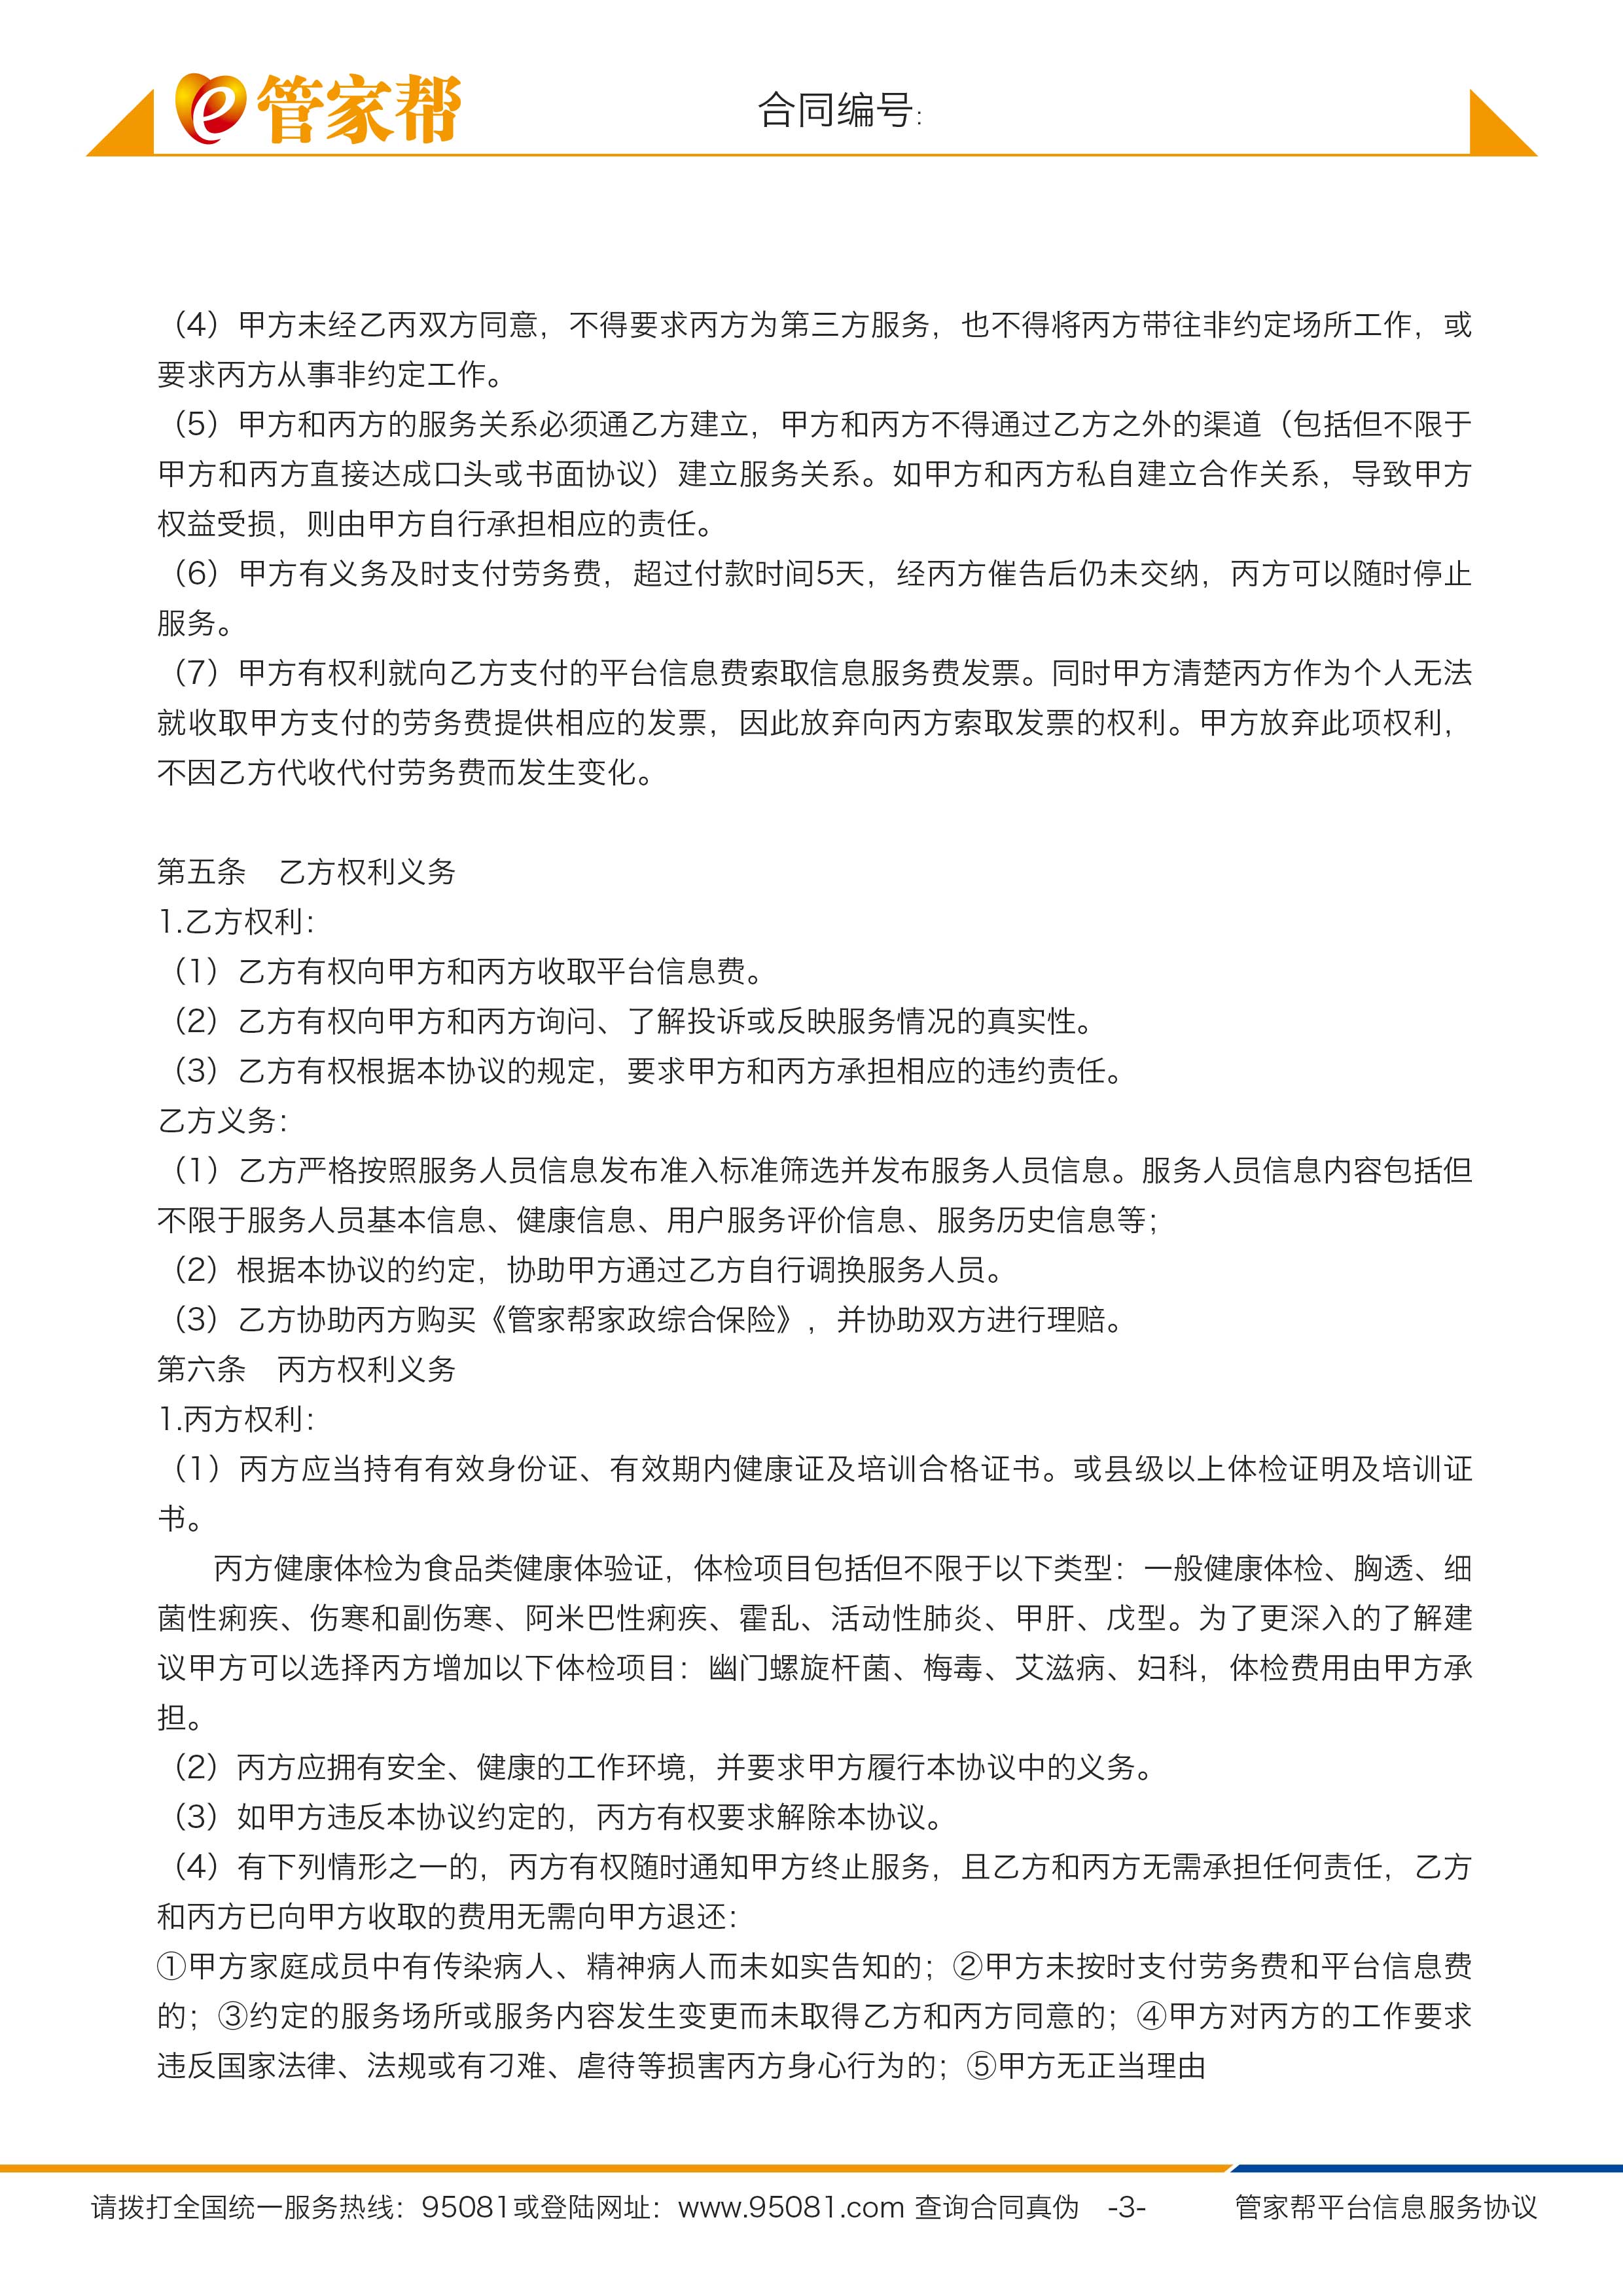 e管家帮
合同编号：
（4）甲方未经乙丙双方同意，不得要求丙方为第三方服务，也不得将丙方带往非约定场所工作，或
要求丙方从事非约定工作。
（5）甲方和丙方的服务关系必须通乙方建立，甲方和丙方不得通过乙方之外的渠道（包括但不限于
甲方和丙方直接达成口头或书面协议）建立服务关系。如甲方和丙方私自建立合作关系，导致甲方
权益受损，则由甲方自行承担相应的责任。
（6）甲方有义务及时支付劳务费，超过付款时间5天，经丙方催告后仍未交纳，丙方可以随时停止
服务。
（7）甲方有权利就向乙方支付的平台信息费索取信息服务费发票。同时甲方清楚丙方作为个人无法
就收取甲方支付的劳务费提供相应的发票，因此放弃向丙方索取发票的权利。甲方放弃此项权利，
不因乙方代收代付劳务费而发生变化。
第五条　乙方权利义务
1.乙方权利：
（1）乙方有权向甲方和丙方收取平台信息费。
（2）乙方有权向甲方和丙方询问、了解投诉或反映服务情况的真实性。
（3）乙方有权根据本协议的规定，要求甲方和丙方承担相应的违约责任。
乙方义务：
（1）乙方严格按照服务人员信息发布准入标准筛选并发布服务人员信息。服务人员信息内容包括但
不限于服务人员基本信息、健康信息、用户服务评价信息、服务历史信息等；
（2）根据本协议的约定，协助甲方通过乙方自行调换服务人员。
（3）乙方协助丙方购买《管家帮家政综合保险》，并协助双方进行理赔。
第六条　丙方权利义务
1.丙方权利：
（1）丙方应当持有有效身份证、有效期内健康证及培训合格证书。或县级以上体检证明及培训证
书。
丙方健康体检为食品类健康体验证，体检项目包括但不限于以下类型：一般健康体检、胸透、细
菌性痢疾、伤寒和副伤寒、阿米巴性痢疾、霍乱、活动性肺炎、甲肝、戊型。为了更深入的了解建
议甲方可以选择丙方增加以下体检项目：幽门螺旋杆菌、梅毒、艾滋病、妇科，体检费用由甲方承
担。
（2）丙方应拥有安全、健康的工作环境，并要求甲方履行本协议中的义务。
（3）如甲方违反本协议约定的，丙方有权要求解除本协议。
（4）有下列情形之一的，丙方有权随时通知甲方终止服务，且乙方和丙方无需承担任何责任，乙方
和丙方已向甲方收取的费用无需向甲方退还：
①甲方家庭成员中有传染病人、精神病人而未如实告知的；②甲方未按时支付劳务费和平台信息费
的；③约定的服务场所或服务内容发生变更而未取得乙方和丙方同意的；④甲方对丙方的工作要求
违反国家法律、法规或有刁难、虐待等损害丙方身心行为的；⑤甲方无正当理由
请拨打全国统一服务热线：95081或登陆网址：www.95081.com 查询合同真伪　-3-　管家帮平台信息服务协议